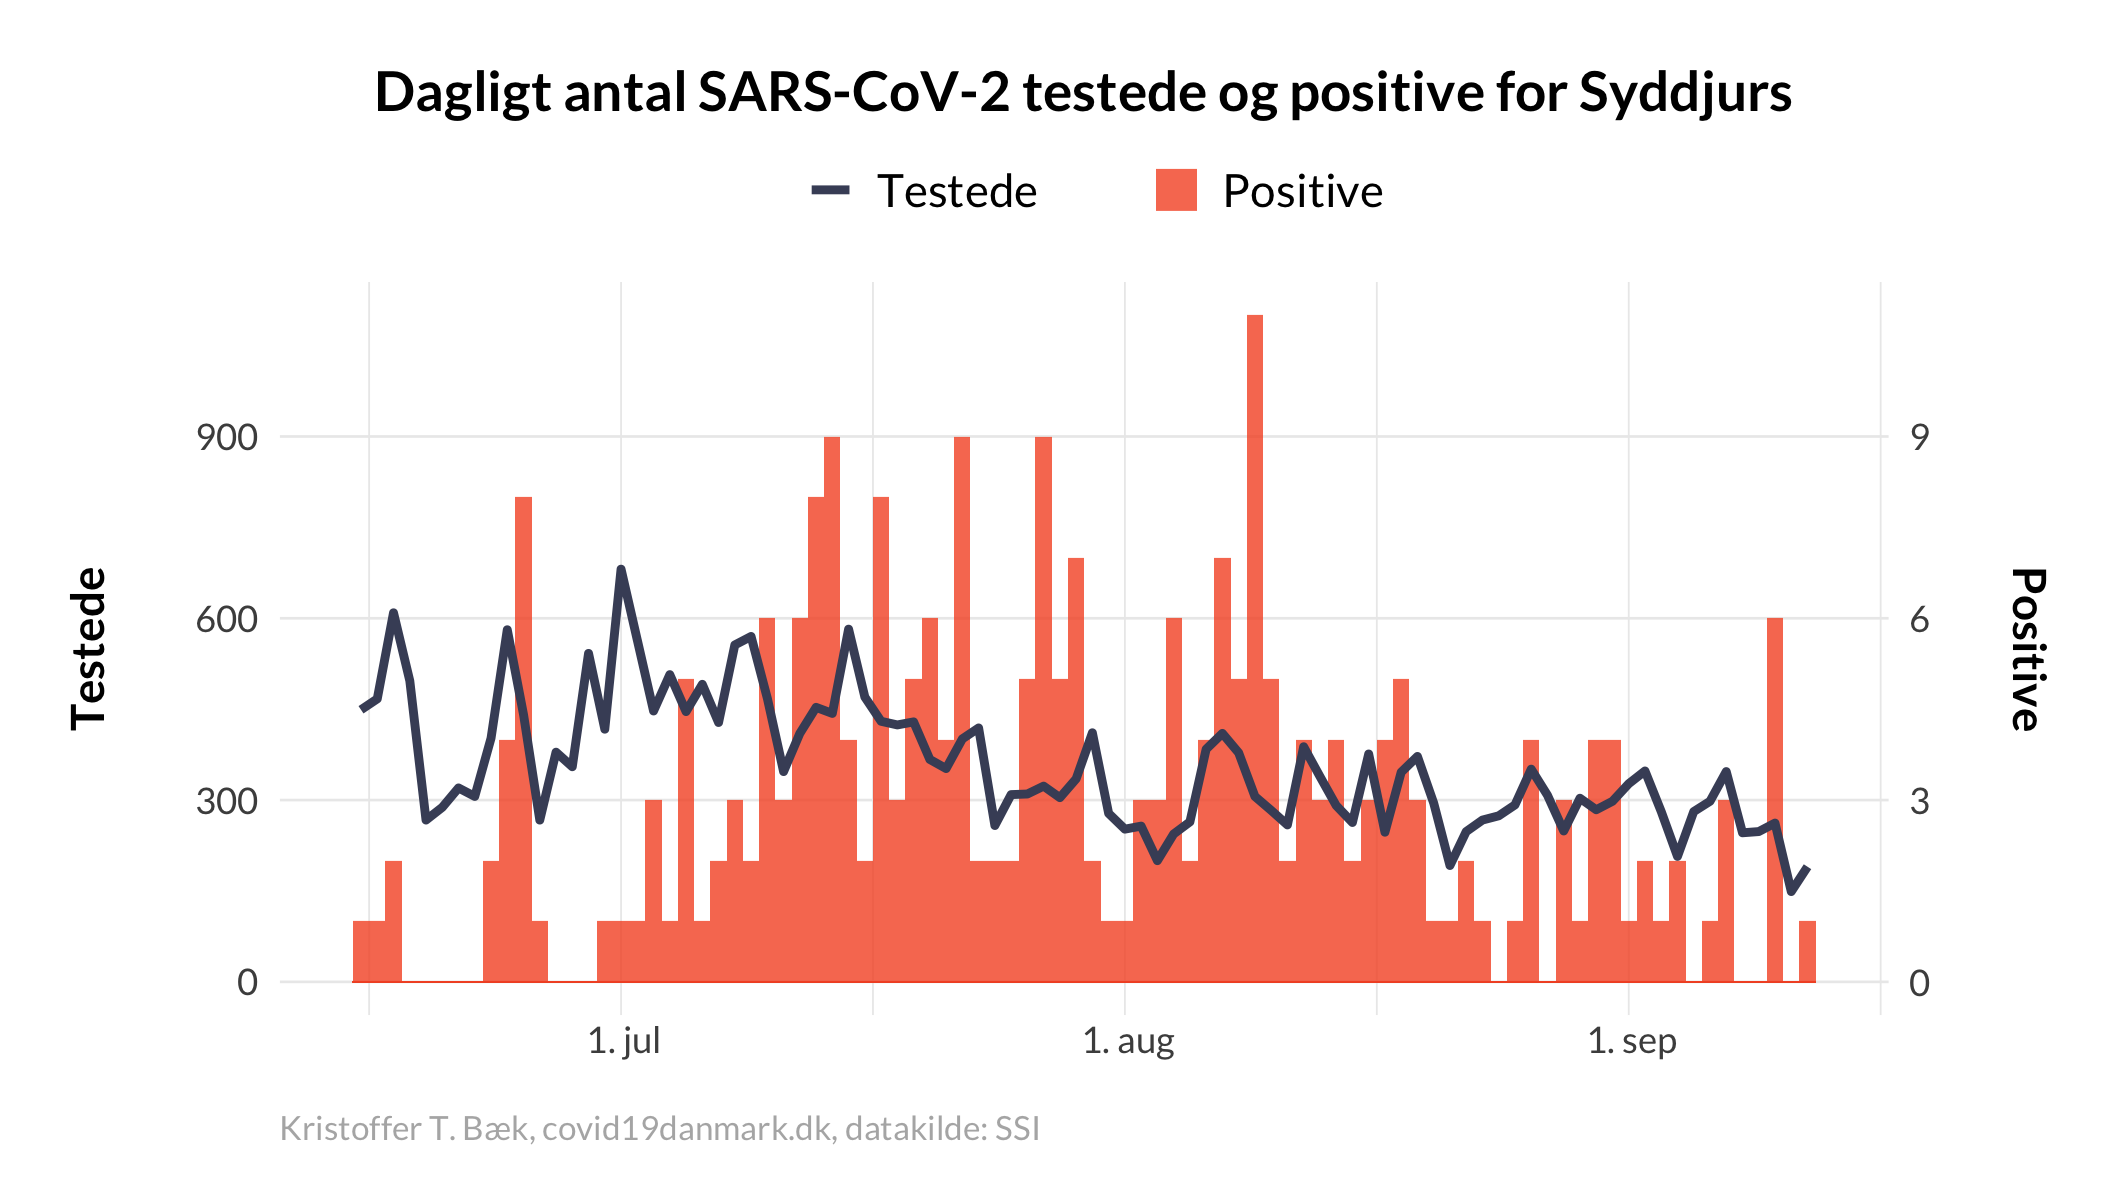 Dagligt antal SARS-CoV-2 testede og positive for Syddjurs
Testede
Positive
Testede
900
600
300
0
9
6
3
0
Positive
1. jul
1. aug
1. sep
Kristoffer T. Bæk, covid19danmark.dk, datakilde: SSI